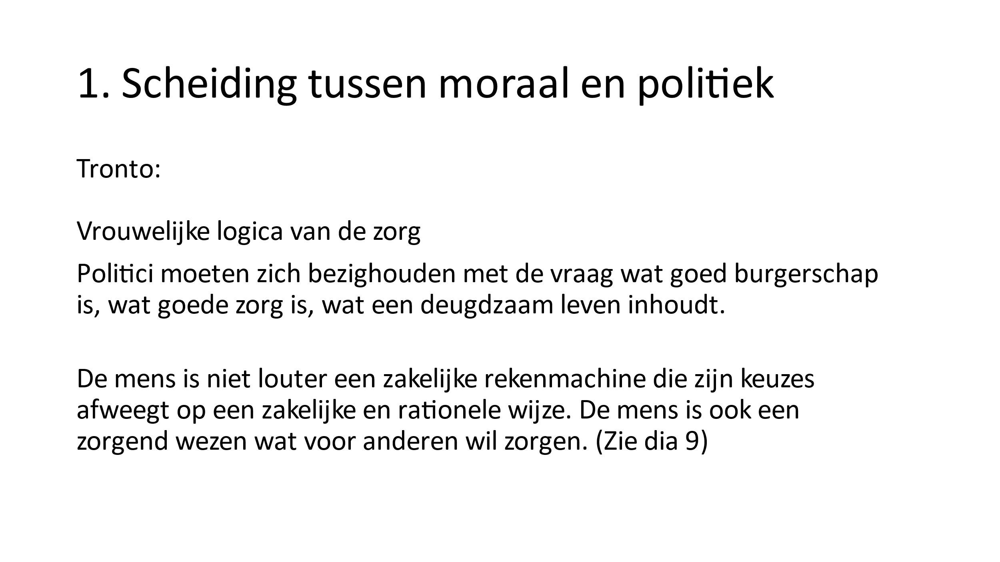 1. Scheiding tussen moraal en politiek
Tronto:
Vrouwelijke logica van de zorg
Politici moeten zich bezighouden met de vraag wat goed burgerschap
is, wat goede zorg is, wat een deugdzaam leven inhoudt.
De mens is niet louter een zakelijke rekenmachine die zijn keuzes
afweegt op een zakelijke en rationele wijze. De mens is ook een
zorgend wezen wat voor anderen wil zorgen. (Zie dia 9)